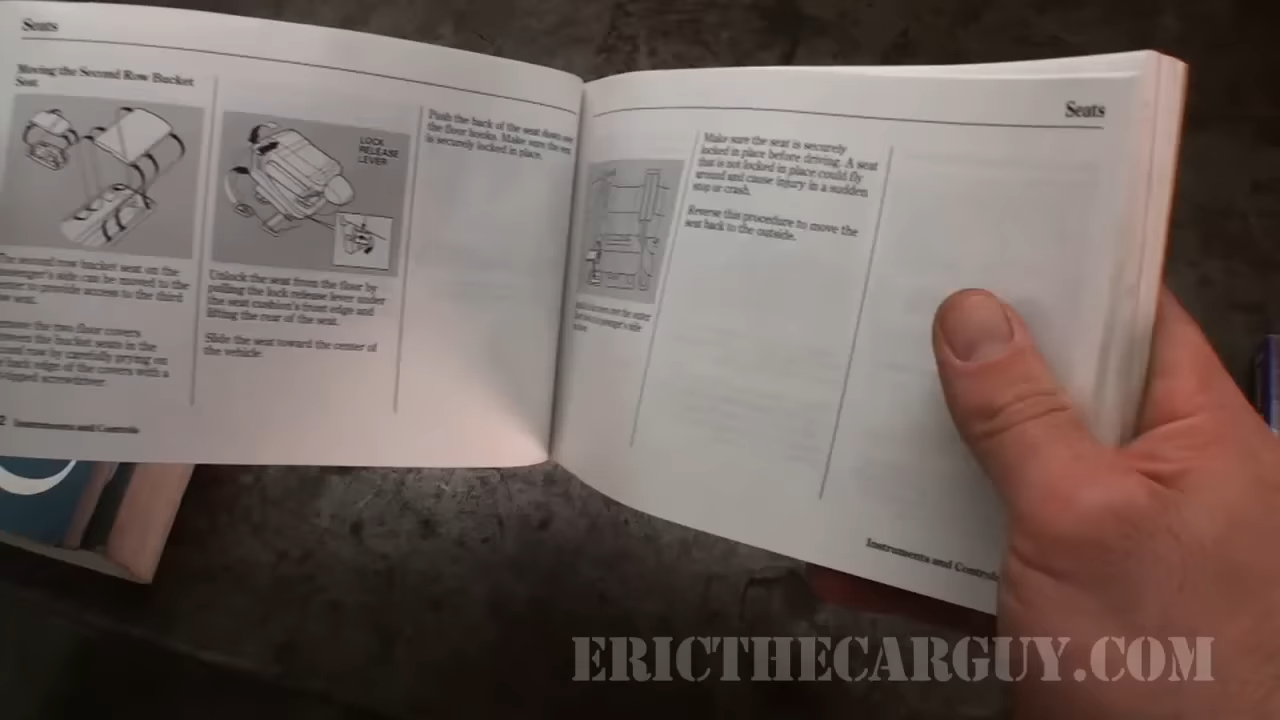 Seats
Moving the Second Row Bucket
Seat
The second row bucket seat on the
passenger's side can be moved to the
center to provide access to the third
row seat.
the two floor covers
between the bucket seats in the
row by carefully prying on
back edge of the covers with a
screwdriver.
2 Instruments and Controls
LOCK
RELEASE
LEVER
Unlock the seat from the floor by
pulling the lock release lever under
the seat cushion's front edge and
lifting the rear of the seat.
Slide the seat toward the center of
the vehicle.
Push the back of the seat down
the floor hooks. Make sure the seat
is securely locked in place.
Seats
covers over the outer
passenger's side
Make sure the seat is securely
locked in place before driving. A seat
that is not locked in place could fly
around and cause injury in a sudden
stop or crash.
Reverse this procedure to move the
seat back to the outside.
Instruments and Controls
ERICTHECARGUY.COM